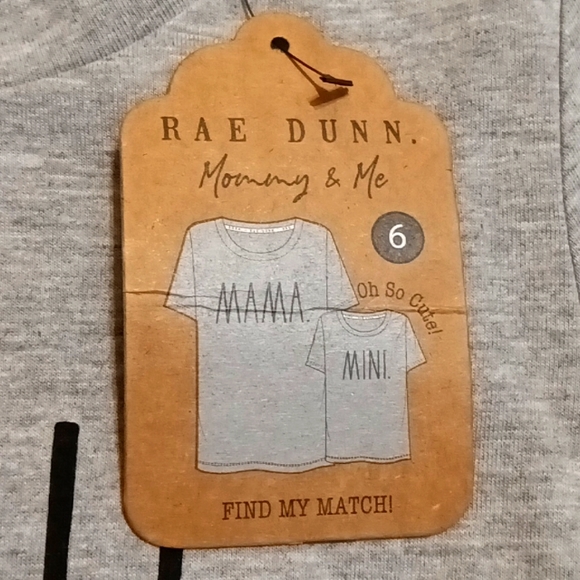 RAE DUNN.
Mommy & Me
6
Oh So Cute!
MAMA.
MINI.
FIND MY MATCH!